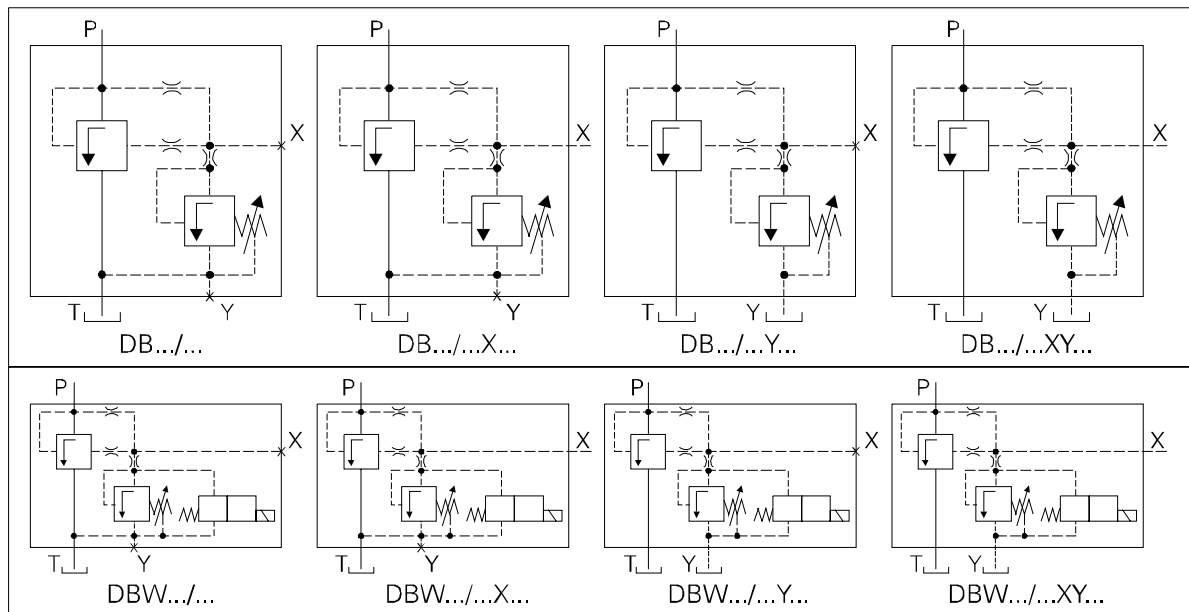 P P P P
X X X X
T Y T Y T Y T Y
DB.../... DB.../...X... DB.../...Y... DB.../...XY...
P P P P
X X X X
T Y T Y T Y T Y
DBW.../... DBW.../...X... DBW.../...Y... DBW.../...XY...